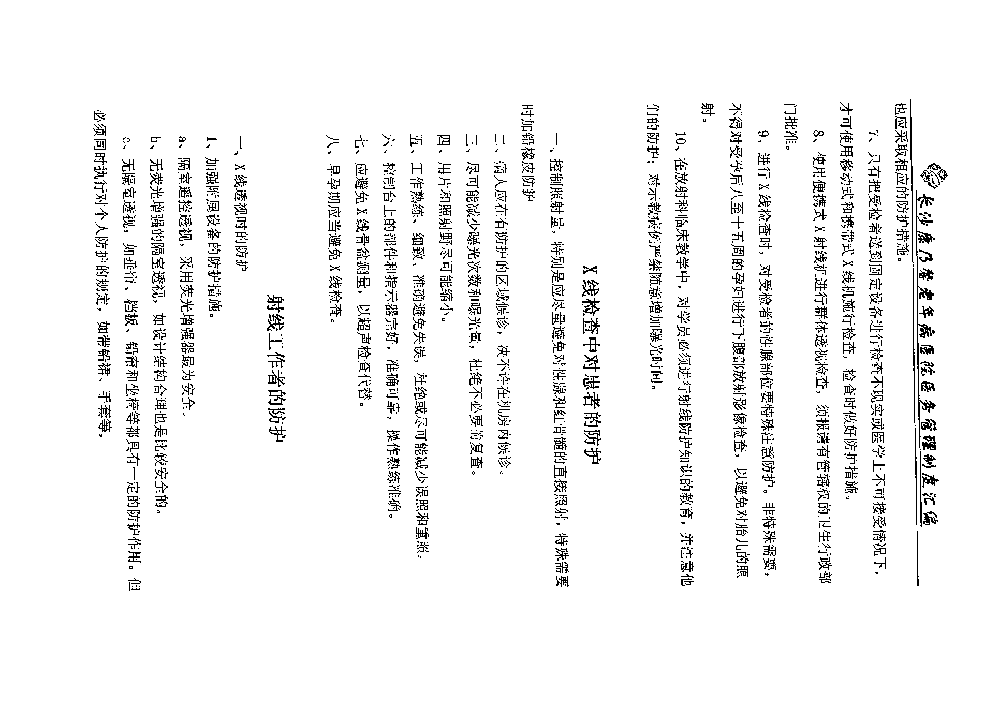 长沙康乃馨老年病医院医务管理制度汇编
也应采取相应的防护措施。
7、只有把受检者送到固定设备进行检查不现实或医学上不可接受情况下，
才可使用移动式和携带式 X 线机施行检查，检查时做好防护措施。
8、使用便携式 X 射线机进行群体透视检查，须报请有管辖权的卫生行政部
门批准。
9、进行 X 线检查时，对受检者的性腺部位要特殊注意防护。非特殊需要，
不得对受孕后八至十五周的孕妇进行下腹部放射影像检查，以避免对胎儿的照
射。
10、在放射科临床教学中，对学员必须进行射线防护知识的教育，并注意他
们的防护；对示教病例严禁随意增加曝光时间。
X 线检查中对患者的防护
一、控制照射量，特别是应尽量避免对性腺和红骨髓的直接照射，特殊需要
时加铅橡皮防护
二、病人应在有防护的区域候诊，决不许在机房内候诊。
三、尽可能减少曝光次数和曝光量，杜绝不必要的复查。
四、用片和照射野尽可能缩小。
五、工作熟练、细致、准确避免失误，杜绝或尽可能减少误照和重照。
六、控制台上的部件和指示器完好，准确可靠，操作熟练准确。
七、应避免 X 线骨盆测量，以超声检查代替。
八、早孕期应当避免 X 线检查。
射线工作者的防护
一、X 线透视时的防护
1、加强附属设备的防护措施。
a、隔室遥控透视，采用荧光增强器最为安全。
b、无荧光增强的隔室透视，如设计结构合理也是比较安全的。
c、无隔室透视，如垂帘、档板、铅帘和坐椅等都具有一定的防护作用。但
必须同时执行对个人防护的规定，如带铅裙、手套等。